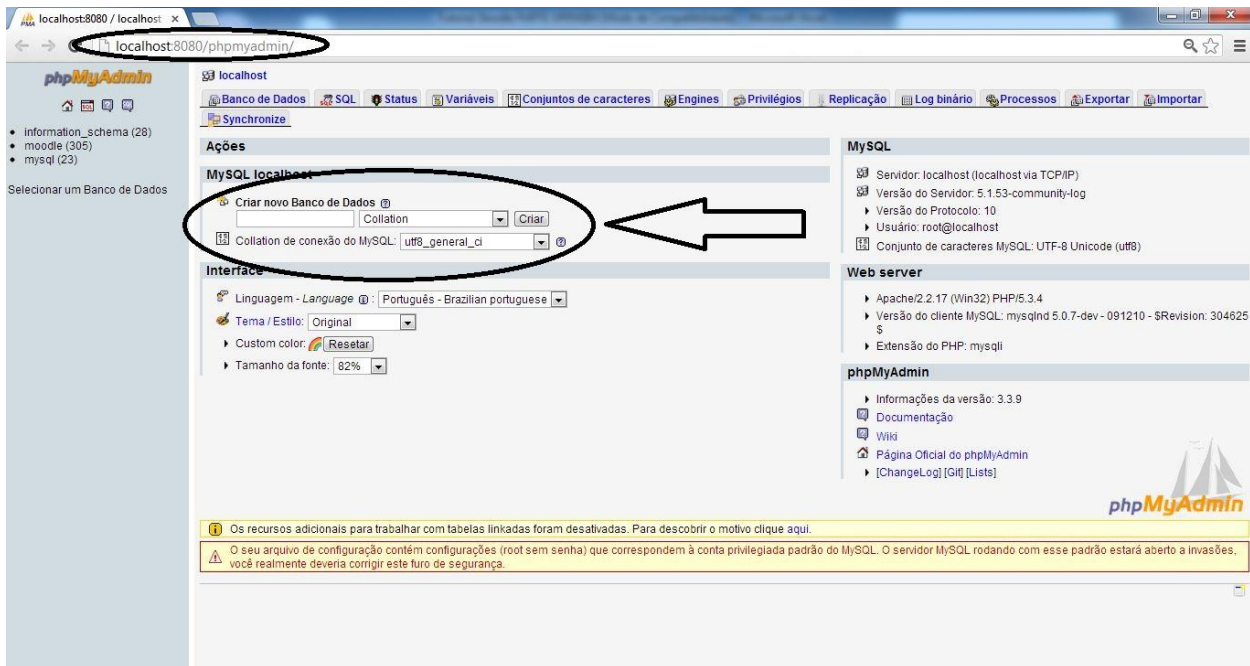 localhost:8080 / localhost
localhost:8080/phpmyadmin/
phpMyAdmin
information_schema (28)
moodle (305)
mysql (23)
Selecionar um Banco de Dados
localhost
Banco de Dados SQL Status Variáveis Conjuntos de caracteres Engines Privilégios Replicação Log binário Processos Exportar Importar
Synchronize
Ações
MySQL localhost
Criar novo Banco de Dados
Collation Criar
Collation de conexão do MySQL: utf8_general_ci
Interface
Linguagem - Language : Português - Brazilian portuguese
Tema / Estilo: Original
Custom color: Resetar
Tamanho da fonte: 82%
MySQL
Servidor: localhost (localhost via TCP/IP)
Versão do Servidor: 5.1.53-community-log
Versão do Protocolo: 10
Usuário: root@localhost
Conjunto de caracteres MySQL: UTF-8 Unicode (utf8)
Web server
Apache/2.2.17 (Win32) PHP/5.3.4
Versão do cliente MySQL: mysqlnd 5.0.7-dev - 091210 - $Revision: 304625
$
Extensão do PHP: mysqli
phpMyAdmin
Informações da versão: 3.3.9
Documentação
Wiki
Página Oficial do phpMyAdmin
[ChangeLog] [Git] [Lists]
phpMyAdmin
Os recursos adicionais para trabalhar com tabelas linkadas foram desativadas. Para descobrir o motivo clique aqui.
O seu arquivo de configuração contém configurações (root sem senha) que correspondem à conta privilegiada padrão do MySQL. O servidor MySQL rodando com esse padrão estará aberto a invasões,
você realmente deveria corrigir este furo de segurança.